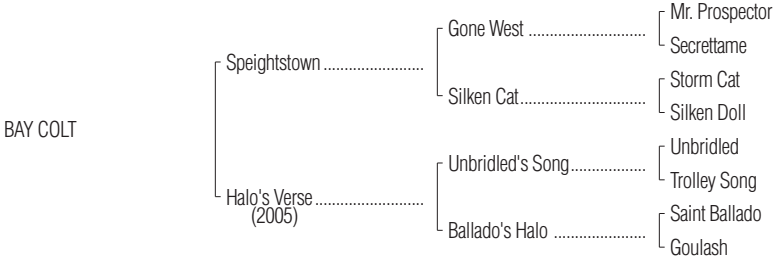 Mr. Prospector
Gone West ..............................
Secrettame
Speightstown .........................
Storm Cat
Silken Cat................................
Silken Doll
BAY COLT
Unbridled
Unbridled's Song...................
Trolley Song
Halo's Verse ...........................
(2005)
Saint Ballado
Ballado's Halo .......................
Goulash